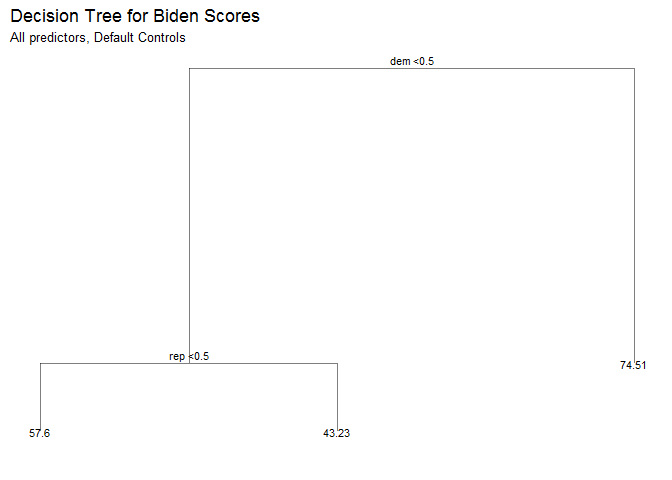 Decision Tree for Biden Scores
All predictors, Default Controls
dem <0.5
rep <0.5
74.51
57.6
43.23